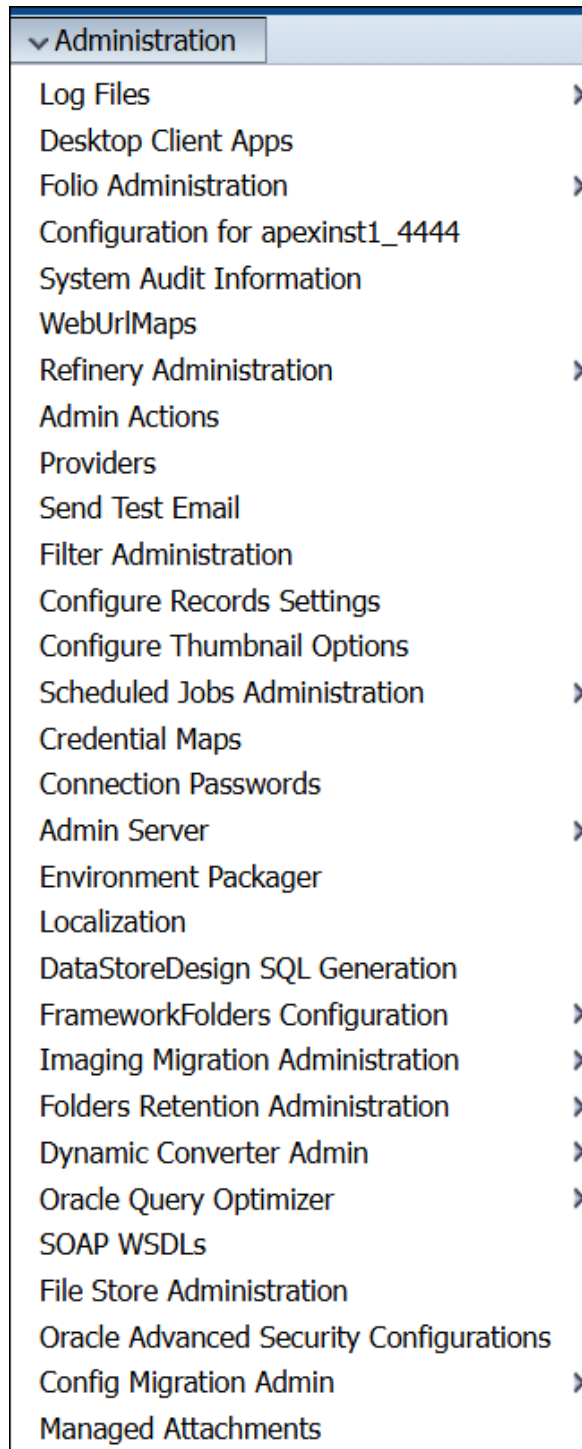 Administration
Log Files
Desktop Client Apps
Folio Administration
Configuration for apexinst1_4444
System Audit Information
WebUrlMaps
Refinery Administration
Admin Actions
Providers
Send Test Email
Filter Administration
Configure Records Settings
Configure Thumbnail Options
Scheduled Jobs Administration
Credential Maps
Connection Passwords
Admin Server
Environment Packager
Localization
DataStoreDesign SQL Generation
FrameworkFolders Configuration
Imaging Migration Administration
Folders Retention Administration
Dynamic Converter Admin
Oracle Query Optimizer
SOAP WSDLs
File Store Administration
Oracle Advanced Security Configurations
Config Migration Admin
Managed Attachments